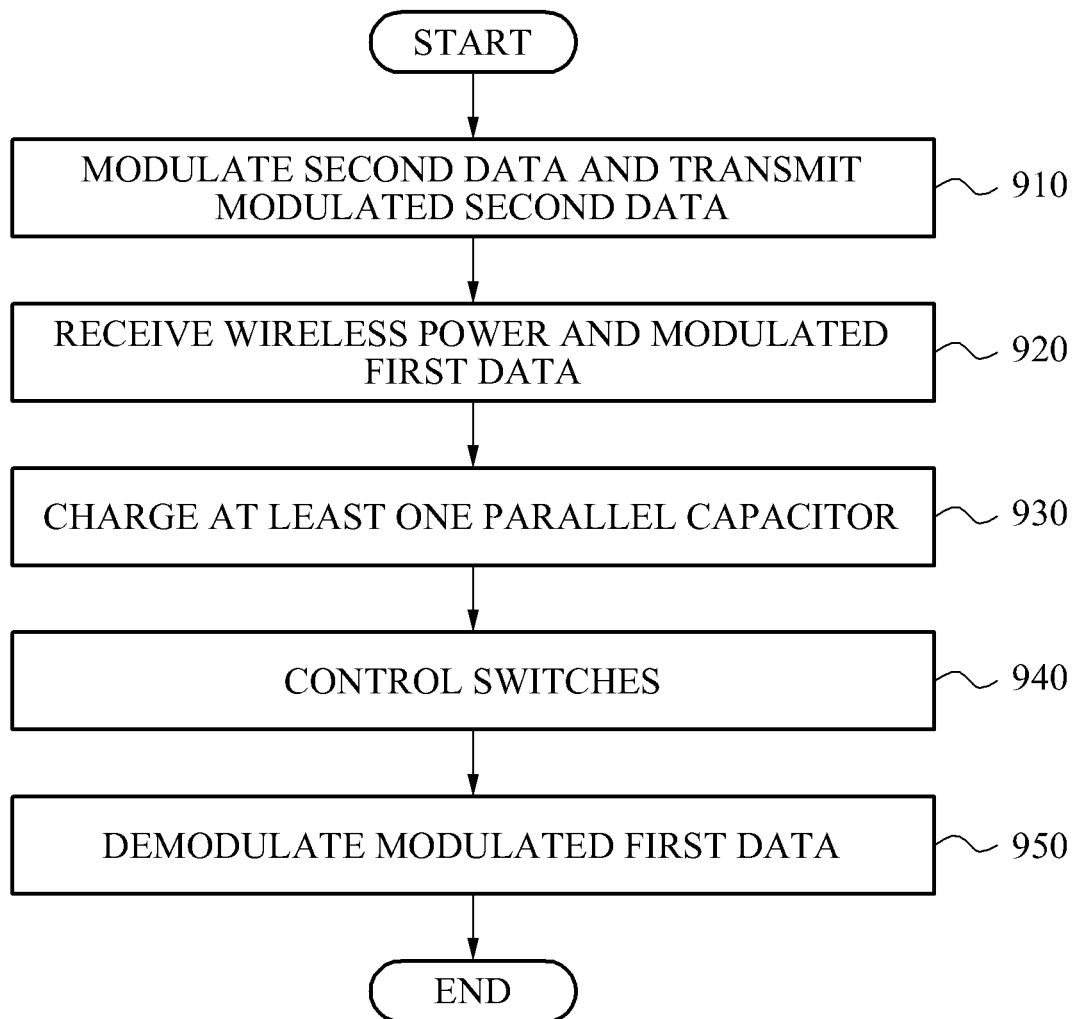 START
MODULATE SECOND DATA AND TRANSMIT
MODULATED SECOND DATA
910
RECEIVE WIRELESS POWER AND MODULATED
FIRST DATA
920
CHARGE AT LEAST ONE PARALLEL CAPACITOR
930
CONTROL SWITCHES
940
DEMODULATE MODULATED FIRST DATA
950
END